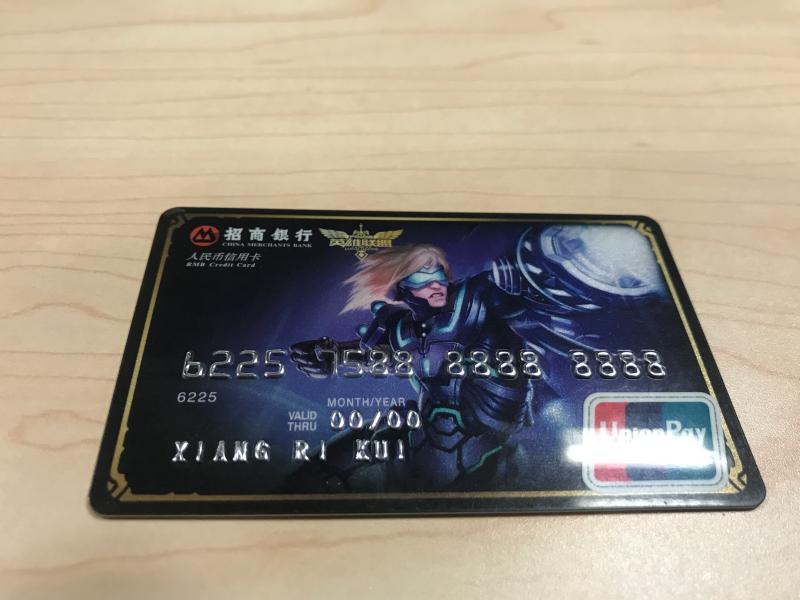 招商银行
CHINA MERCHANTS BANK
英雄联盟
人民币信用卡
RMB Credit Card
6225 7588 8888 8888
6225
MONTH/YEAR
VALID THRU 00/00
XIANG RI KUI
UnionPay